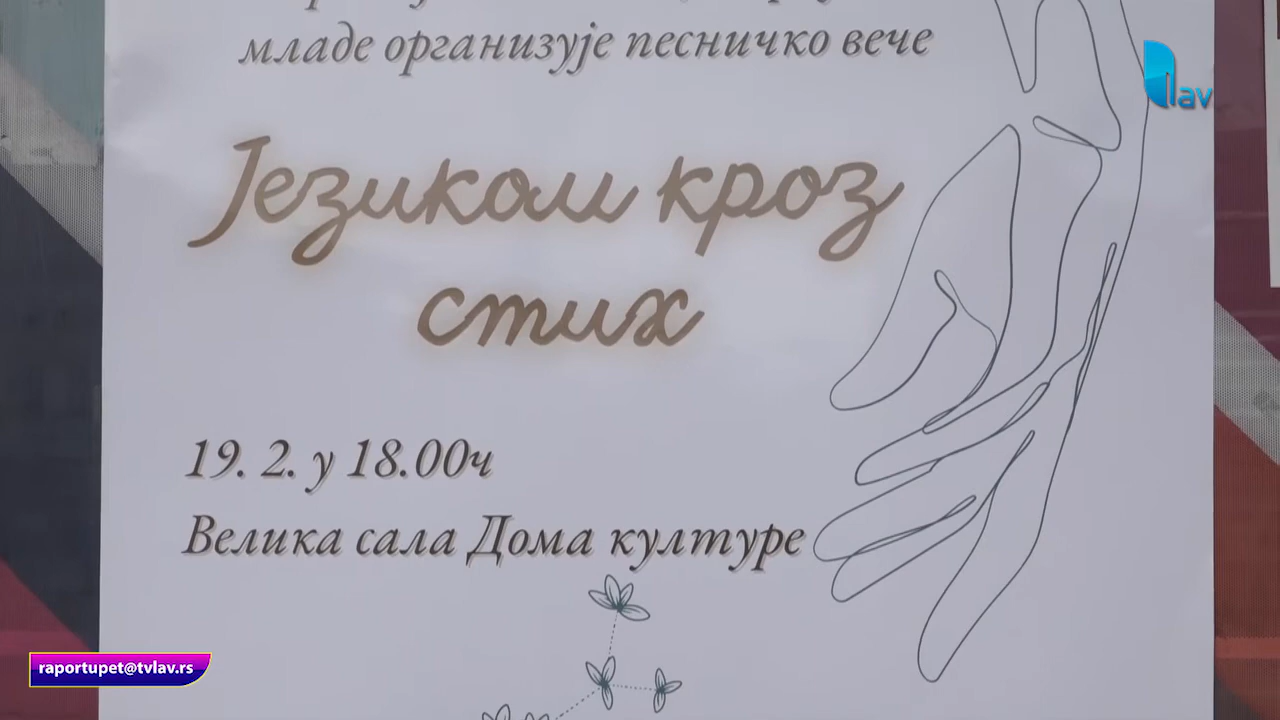 младе организује песничко вече
lav
Језиком кроз
стих
19. 2. у 18.00ч
Велика сала Дома културе
raportupet@tvlav.rs